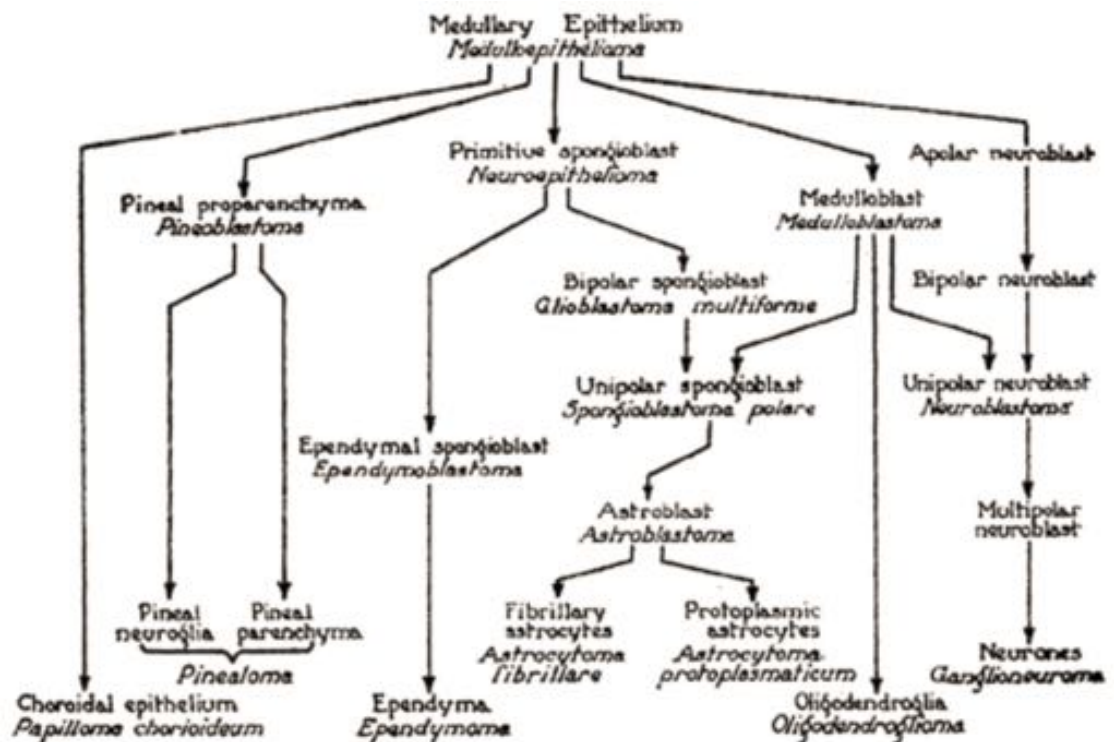 Medullary Epithelium
Medulloepithelioma
Primitive spongioblast
Neuroepithelioma
Apolar neuroblast
Pineal proparenchyma
Pineoblastoma
Medulloblast
Medulloblastoma
Bipolar spongioblast
Glioblastoma multiforme
Bipolar neuroblast
Unipolar spongioblast
Spongioblastoma polare
Unipolar neuroblast
Neuroblastoma
Ependymal spongioblast
Ependymoblastoma
Astroblast
Astroblastoma
Multipolar
neuroblast
Pineal
neuroglia
Pineal
parenchyma
Pinealoma
Fibrillary
astrocytes
Astrocytoma
fibrillare
Protoplasmic
astrocytes
Astrocytoma
protoplasmaticum
Neurones
Ganglioneuroma
Choroidal epithelium
Papilloma chorioideum
Ependyma
Ependymoma
Oligodendroglia
Oligodendroglioma